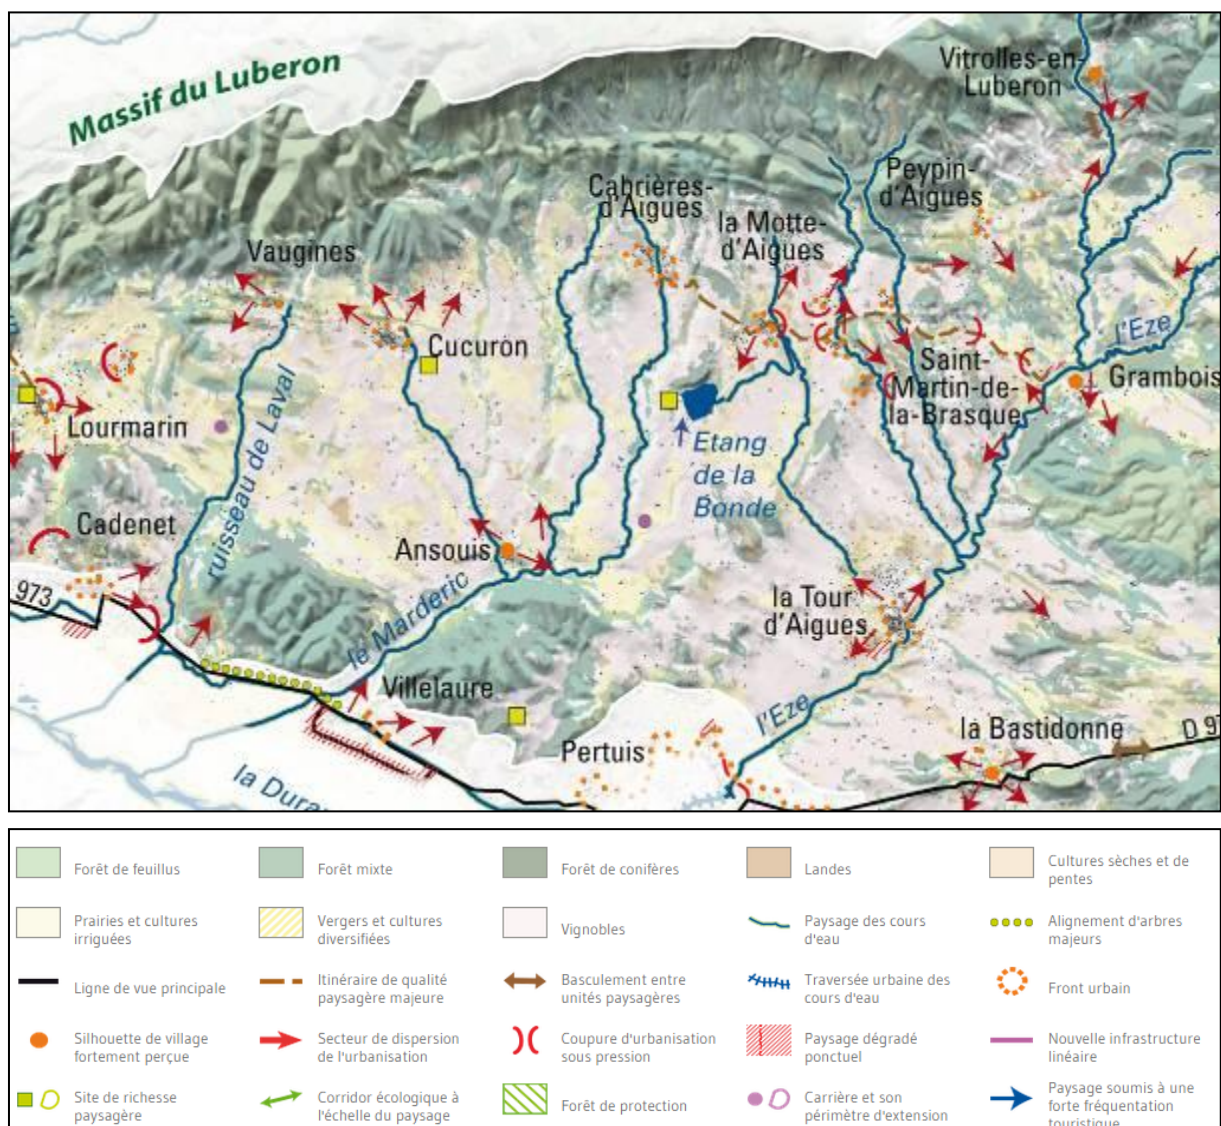 Massif du Luberon
Vitrolles-en-
Luberon
Peypin-
d'Aigues
Cabrières-
d'Aigues
la Motte-
d'Aigues
Vaugines
Cucuron
l'Eze
Saint-
Martin-de-
la-Brasque
Grambois
Lourmarin
ruisseau de Laval
Etang
de la
Bonde
Cadenet
Ansouis
973
le Marderic
la Tour
d'Aigues
Villelaure
l'Eze
la Bastidonne
D 97
Pertuis
la Dura
Forêt de feuillus
Forêt mixte
Forêt de conifères
Landes
Cultures sèches et de
pentes
Prairies et cultures
irriguées
Vergers et cultures
diversifiées
Vignobles
Paysage des cours
d'eau
Alignement d'arbres
majeurs
Ligne de vue principale
Itinéraire de qualité
paysagère majeure
Basculement entre
unités paysagères
Traversée urbaine des
cours d'eau
Front urbain
Silhouette de village
fortement perçue
Secteur de dispersion
de l'urbanisation
Coupure d'urbanisation
sous pression
Paysage dégradé
ponctuel
Nouvelle infrastructure
linéaire
Site de richesse
paysagère
Corridor écologique à
l'échelle du paysage
Forêt de protection
Carrière et son
périmètre d'extension
Paysage soumis à une
forte fréquentation
touristique